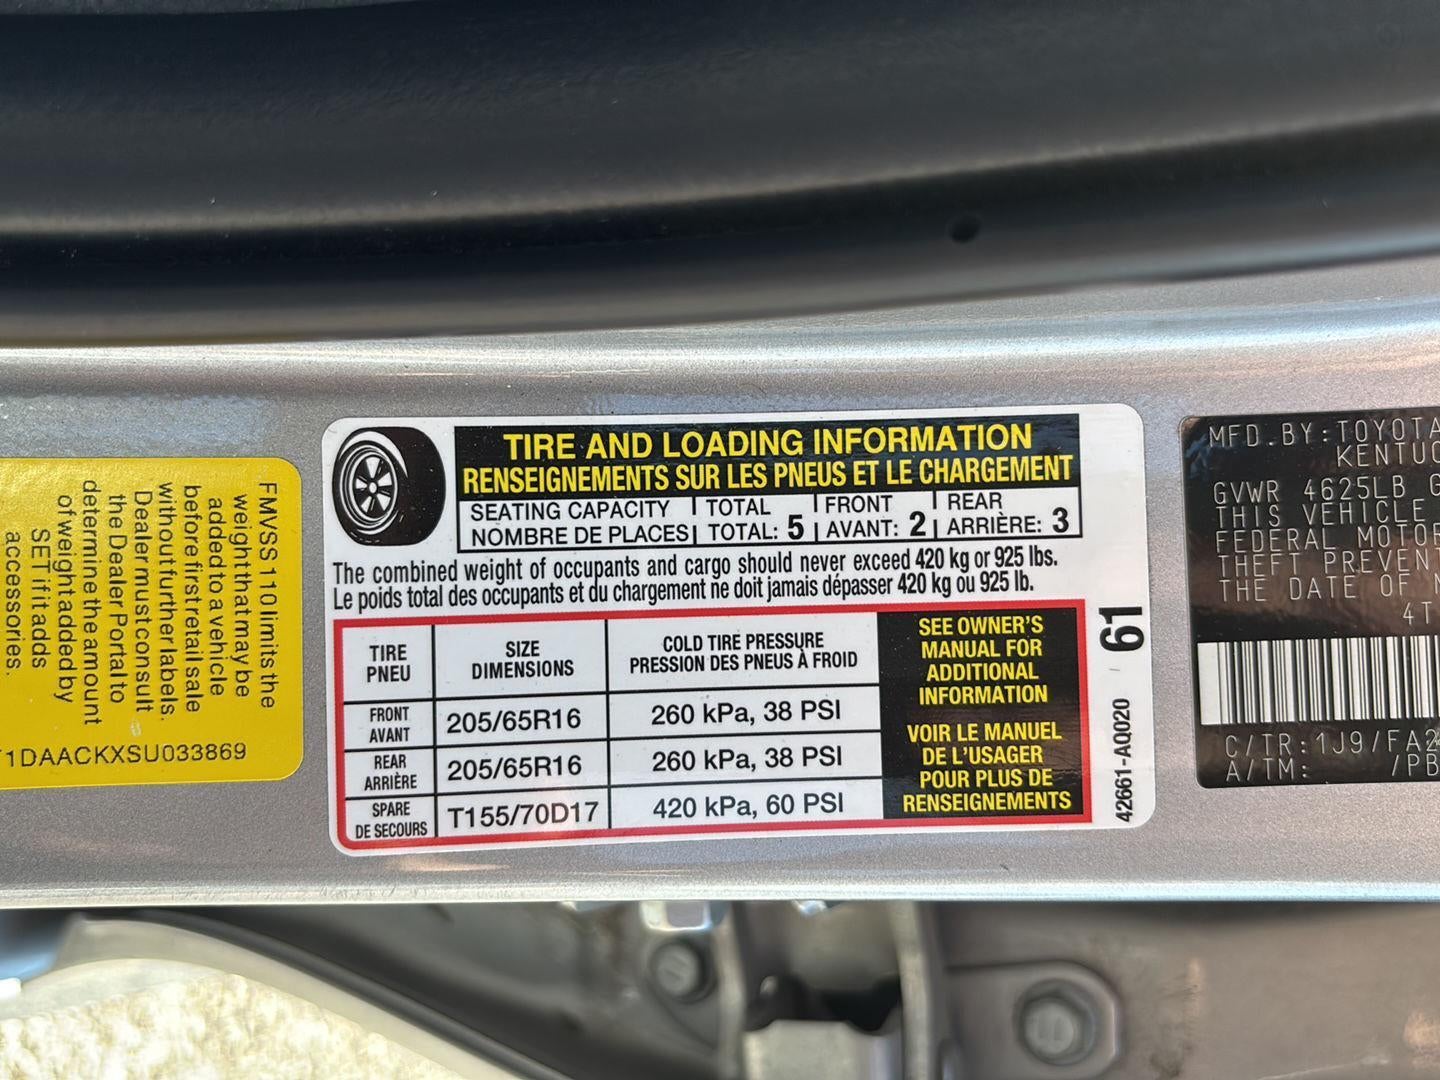 FMVSS 110 limits the
weight that may be
added to a vehicle
before first retail sale
without further labels.
Dealer must consult
the Dealer Portal to
determine the amount
of weight added by
SET if it adds
accessories.
T1DAACKXSU033869
TIRE AND LOADING INFORMATION
RENSEIGNEMENTS SUR LES PNEUS ET LE CHARGEMENT
SEATING CAPACITY TOTAL FRONT REAR
NOMBRE DE PLACES TOTAL: 5 AVANT: 2 ARRIÈRE: 3
The combined weight of occupants and cargo should never exceed 420 kg or 925 lbs.
Le poids total des occupants et du chargement ne doit jamais dépasser 420 kg ou 925 lb.
TIRE
PNEU
SIZE
DIMENSIONS
COLD TIRE PRESSURE
PRESSION DES PNEUS À FROID
FRONT
AVANT
205/65R16
260 kPa, 38 PSI
REAR
ARRIÈRE
205/65R16
260 kPa, 38 PSI
SPARE
DE SECOURS
T155/70D17
420 kPa, 60 PSI
SEE OWNER'S
MANUAL FOR
ADDITIONAL
INFORMATION
VOIR LE MANUEL
DE L'USAGER
POUR PLUS DE
RENSEIGNEMENTS
42661-AQ020 / 61
MFD.BY:TOYOTA
KENTUC
GVWR 4625LB G
THIS VEHICLE
FEDERAL MOTOR
THEFT PREVEN
THE DATE OF M
4T
C/TR:1J9/FA2
A/TM: /PB